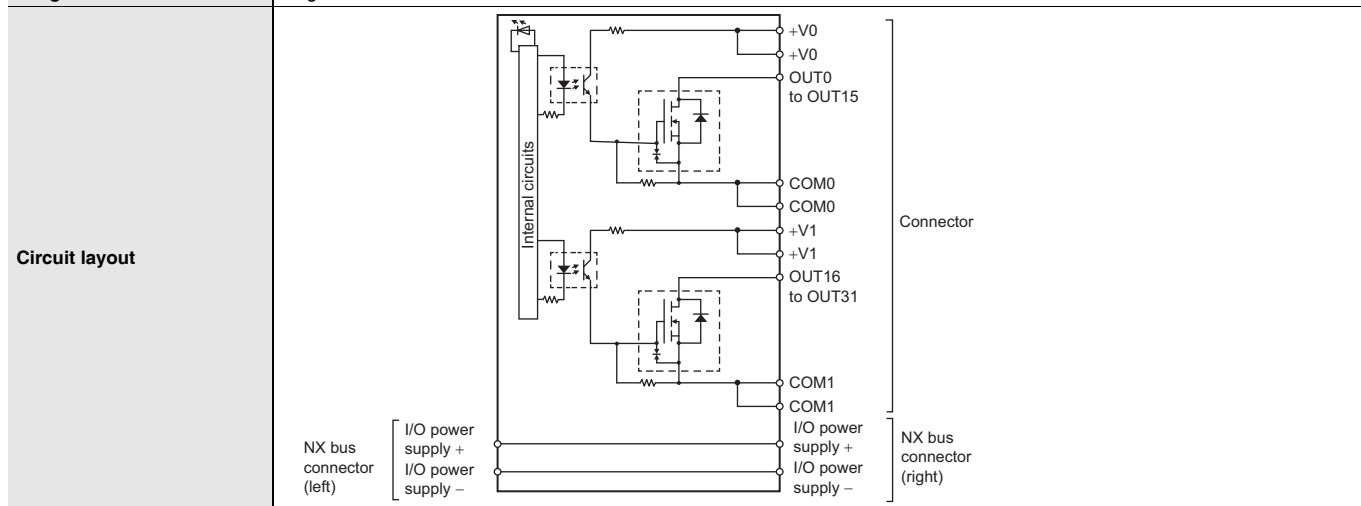 Circuit layout
Internal circuits
+V0
+V0
OUT0
to OUT15
COM0
COM0
+V1
+V1
OUT16
to OUT31
COM1
COM1
Connector
NX bus
connector
(left)
I/O power
supply +
I/O power
supply −
I/O power
supply +
I/O power
supply −
NX bus
connector
(right)